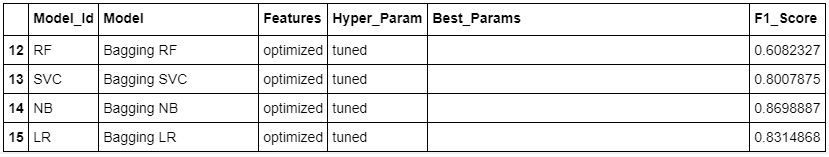 Model_Id Model Features Hyper_Param Best_Params F1_Score
12 RF Bagging RF optimized tuned 0.6082327
13 SVC Bagging SVC optimized tuned 0.8007875
14 NB Bagging NB optimized tuned 0.8698887
15 LR Bagging LR optimized tuned 0.8314868